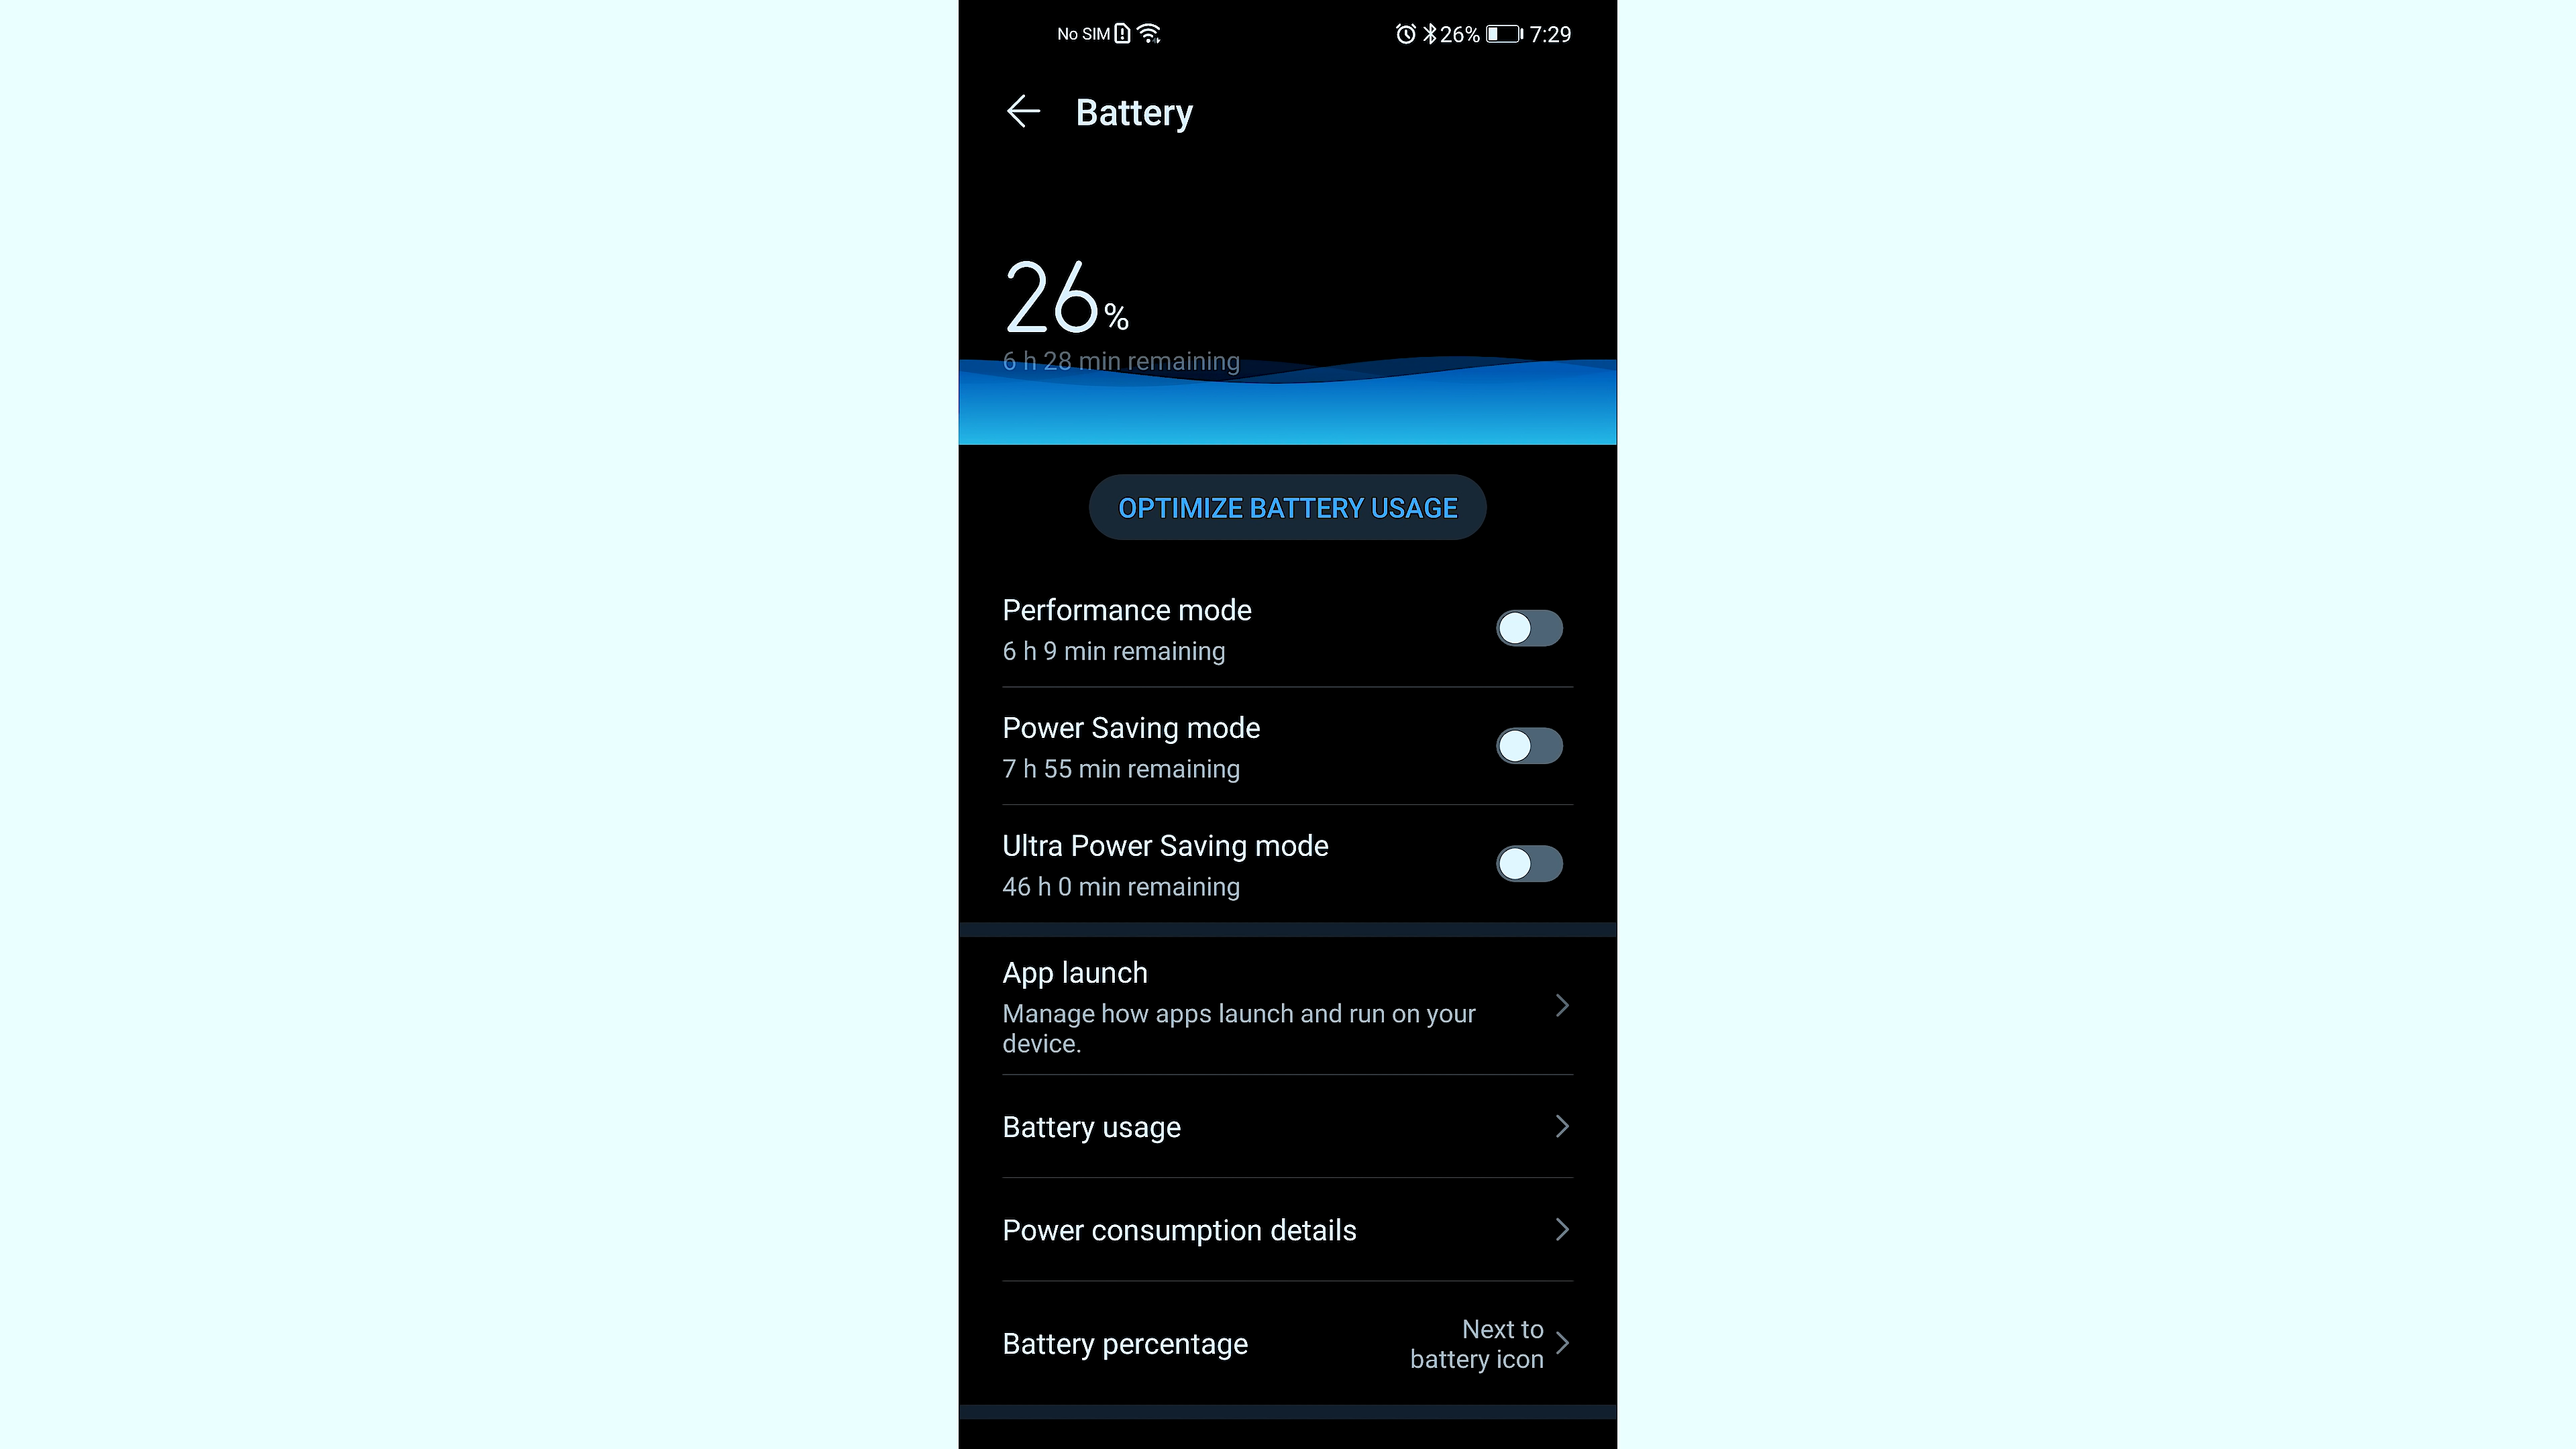 No SIM 26% 7:29
Battery
26%
6 h 28 min remaining
OPTIMIZE BATTERY USAGE
Performance mode
6 h 9 min remaining
Power Saving mode
7 h 55 min remaining
Ultra Power Saving mode
46 h 0 min remaining
App launch
Manage how apps launch and run on your
device.
Battery usage
Power consumption details
Battery percentage
Next to
battery icon